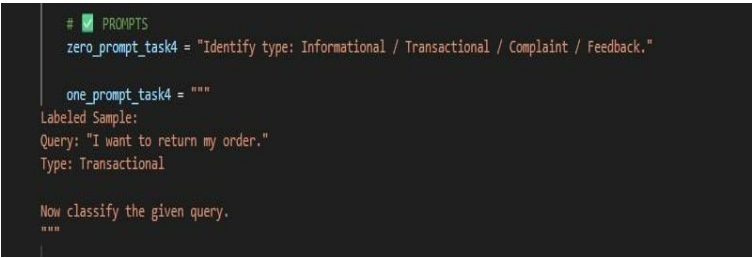 # ✅ PROMPTS
zero_prompt_task4 = "Identify type: Informational / Transactional / Complaint / Feedback."
one_prompt_task4 = """
Labeled Sample:
Query: "I want to return my order."
Type: Transactional
Now classify the given query.
"""